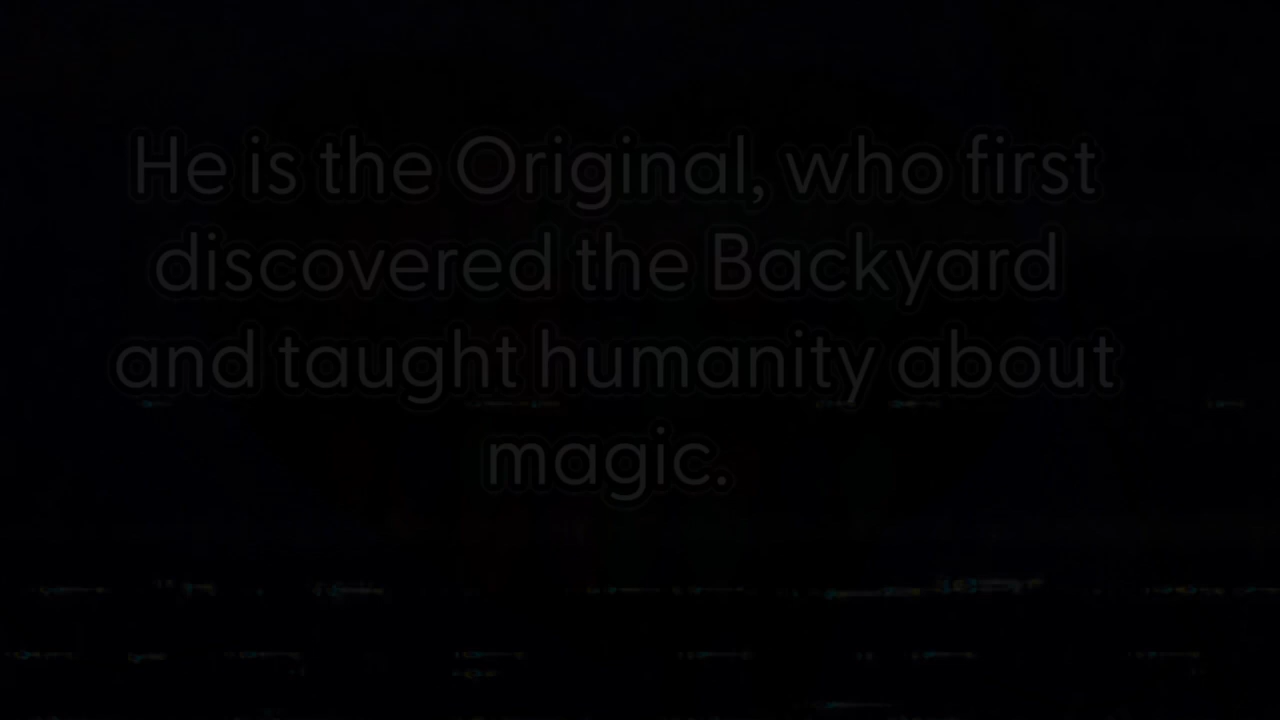 He is the Original, who first
discovered the Backyard
and taught humanity about
magic.